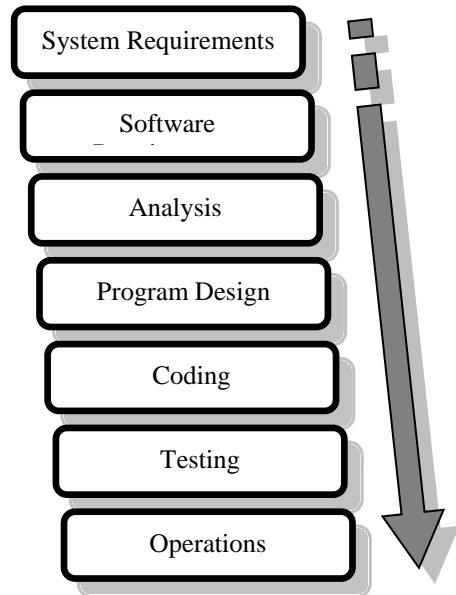 System Requirements
Software
Analysis
Program Design
Coding
Testing
Operations